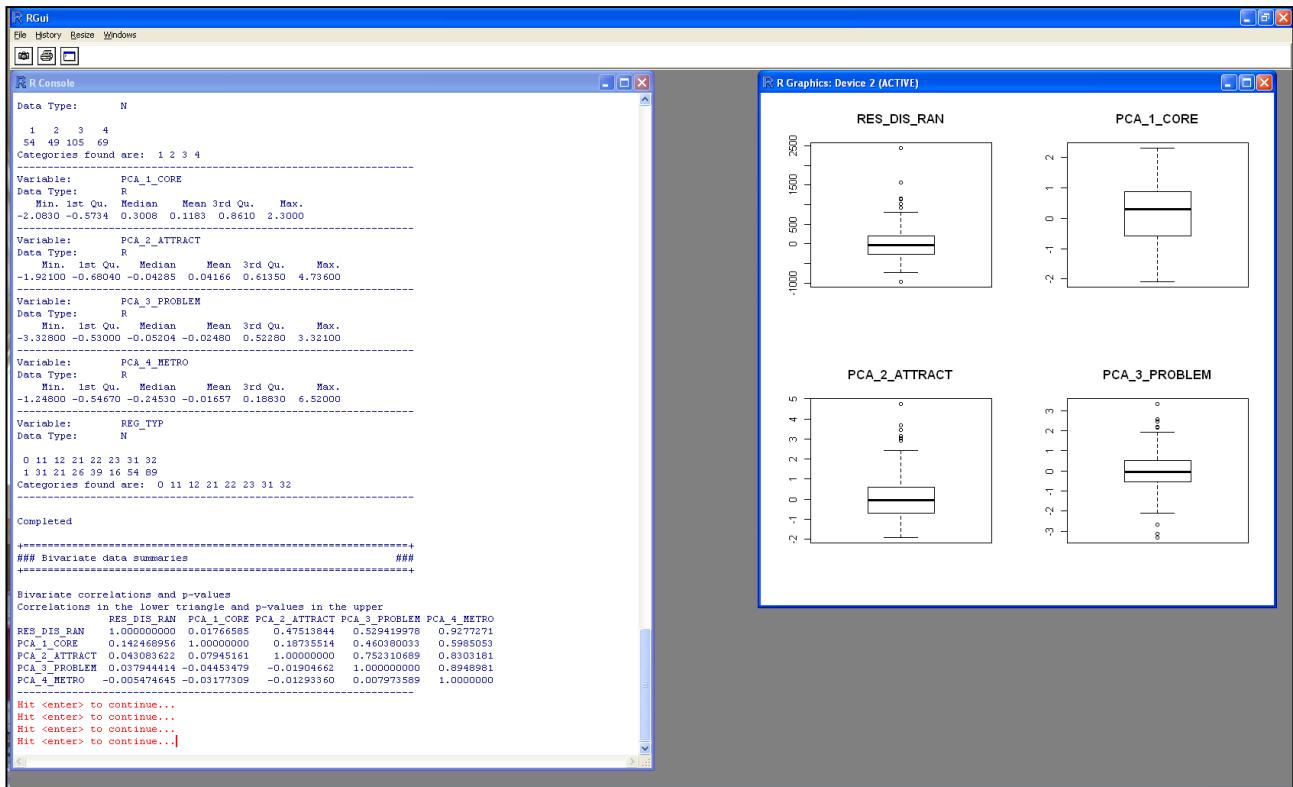 RGui
File History Resize Windows
R Console
Data Type: N
1 2 3 4
54 49 105 69
Categories found are: 1 2 3 4
----------------------------------------------------------------
Variable: PCA_1_CORE
Data Type: R
Min. 1st Qu. Median Mean 3rd Qu. Max.
-2.0830 -0.5734 0.3008 0.1183 0.8610 2.3000
----------------------------------------------------------------
Variable: PCA_2_ATTRACT
Data Type: R
Min. 1st Qu. Median Mean 3rd Qu. Max.
-1.92100 -0.68040 -0.04285 0.04166 0.61350 4.73600
----------------------------------------------------------------
Variable: PCA_3_PROBLEM
Data Type: R
Min. 1st Qu. Median Mean 3rd Qu. Max.
-3.32800 -0.53000 -0.05204 -0.02480 0.52280 3.32100
----------------------------------------------------------------
Variable: PCA_4_METRO
Data Type: R
Min. 1st Qu. Median Mean 3rd Qu. Max.
-1.24800 -0.54670 -0.24530 -0.01657 0.18830 6.52000
----------------------------------------------------------------
Variable: REG_TYP
Data Type: N
0 11 12 21 22 23 31 32
1 31 21 26 39 16 54 89
Categories found are: 0 11 12 21 22 23 31 32
----------------------------------------------------------------
Completed
+==============================================================+
### Bivariate data summaries ###
+==============================================================+
Bivariate correlations and p-values
Correlations in the lower triangle and p-values in the upper
RES_DIS_RAN PCA_1_CORE PCA_2_ATTRACT PCA_3_PROBLEM PCA_4_METRO
RES_DIS_RAN 1.000000000 0.01766585 0.47513844 0.529419978 0.9277271
PCA_1_CORE 0.142468956 1.00000000 0.18735514 0.460380033 0.5985053
PCA_2_ATTRACT 0.043083622 0.07945161 1.00000000 0.752310689 0.8303181
PCA_3_PROBLEM 0.037944414 -0.04453479 -0.01904662 1.000000000 0.8948981
PCA_4_METRO -0.005474645 -0.03177309 -0.01293360 0.007973589 1.0000000
----------------------------------------------------------------
Hit <enter> to continue...
Hit <enter> to continue...
Hit <enter> to continue...
Hit <enter> to continue...
R Graphics: Device 2 (ACTIVE)
RES_DIS_RAN
2500
1500
500
0
-1000
PCA_1_CORE
2
1
0
-1
-2
PCA_2_ATTRACT
5
4
3
2
1
0
-1
-2
PCA_3_PROBLEM
3
2
1
0
-1
-2
-3